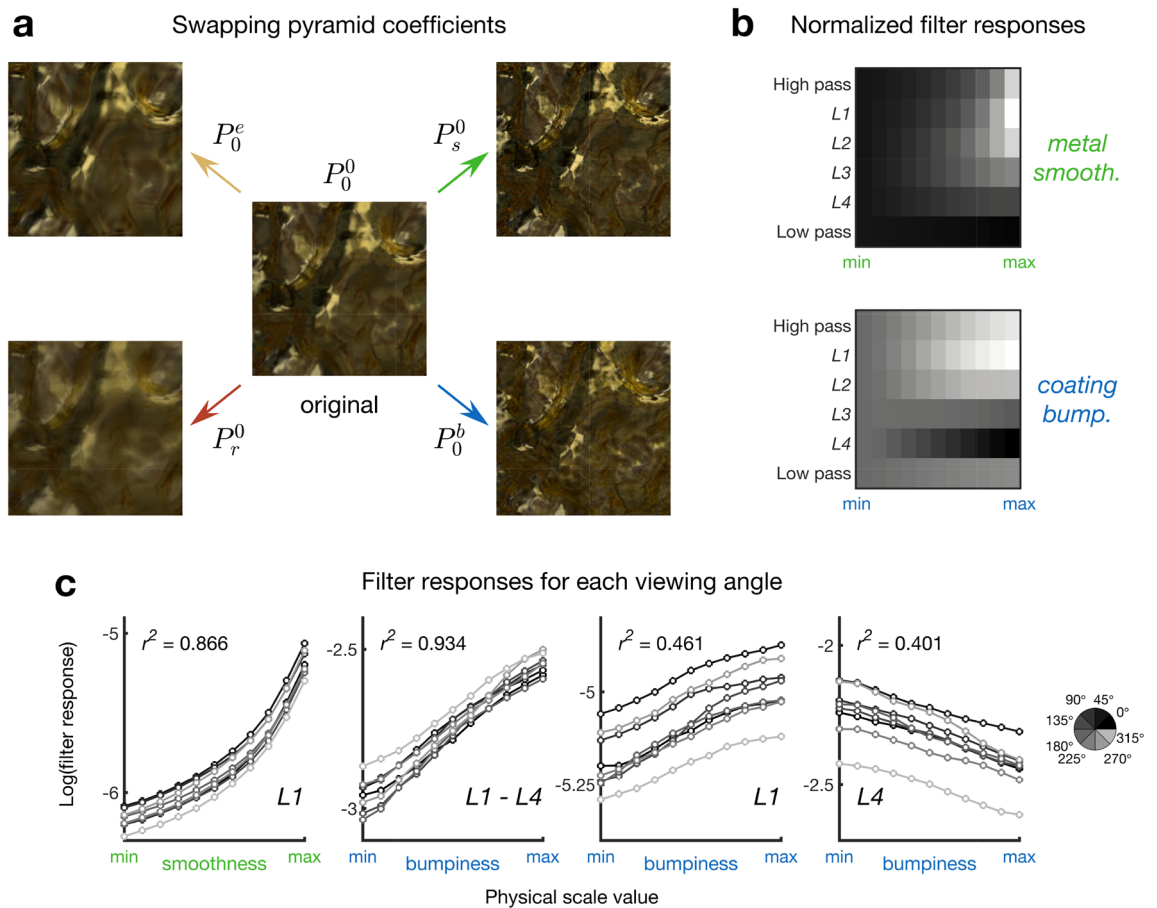 a
Swapping pyramid coefficients
P_0^e
P_s^0
P_0^0
original
P_r^0
P_0^b
b
Normalized filter responses
High pass
L1
L2
L3
L4
Low pass
min max
metal
smooth.
High pass
L1
L2
L3
L4
Low pass
min max
coating
bump.
c
Filter responses for each viewing angle
Log(filter response)
-5
-6
r² = 0.866
L1
min smoothness max
-2.5
-3
r² = 0.934
L1 - L4
min bumpiness max
-5
-5.25
r² = 0.461
L1
min bumpiness max
-2
-2.5
r² = 0.401
L4
min bumpiness max
90° 45°
135° 0°
180° 315°
225° 270°
Physical scale value